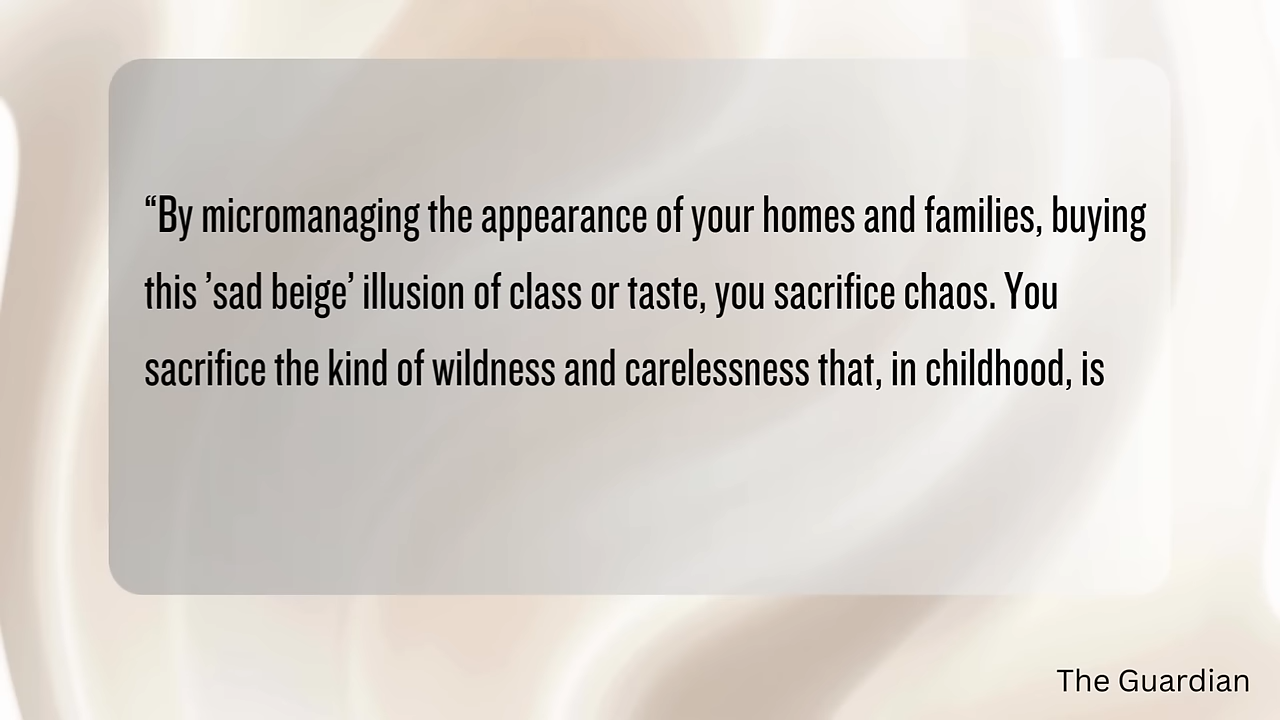 “By micromanaging the appearance of your homes and families, buying
this ’sad beige’ illusion of class or taste, you sacrifice chaos. You
sacrifice the kind of wildness and carelessness that, in childhood, is
The Guardian